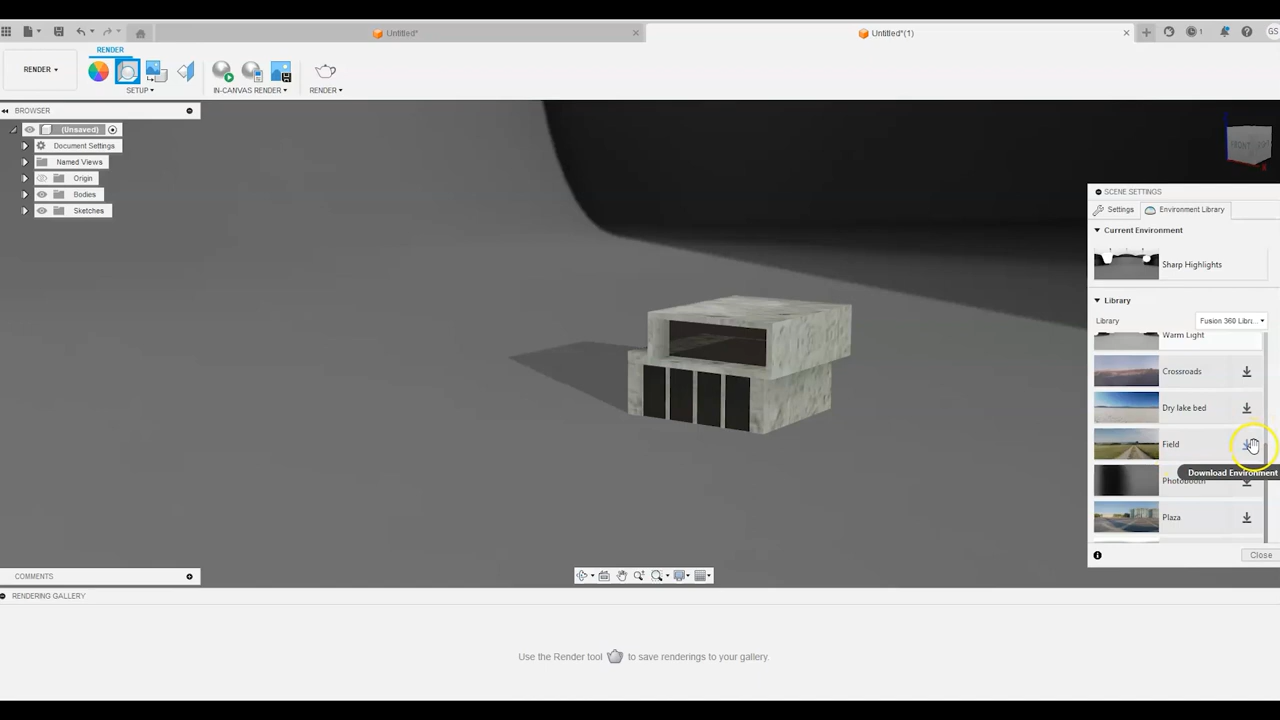 Untitled*
Untitled*(1)
1
GS
RENDER
RENDER
SETUP
IN-CANVAS RENDER
RENDER
BROWSER
(Unsaved)
Document Settings
Named Views
Origin
Bodies
Sketches
FRONT
SCENE SETTINGS
Settings
Environment Library
Current Environment
Sharp Highlights
Library
Library
Fusion 360 Libr...
Warm Light
Crossroads
Dry lake bed
Field
Download Environment
Photobooth
Plaza
Close
COMMENTS
RENDERING GALLERY
Use the Render tool to save renderings to your gallery.